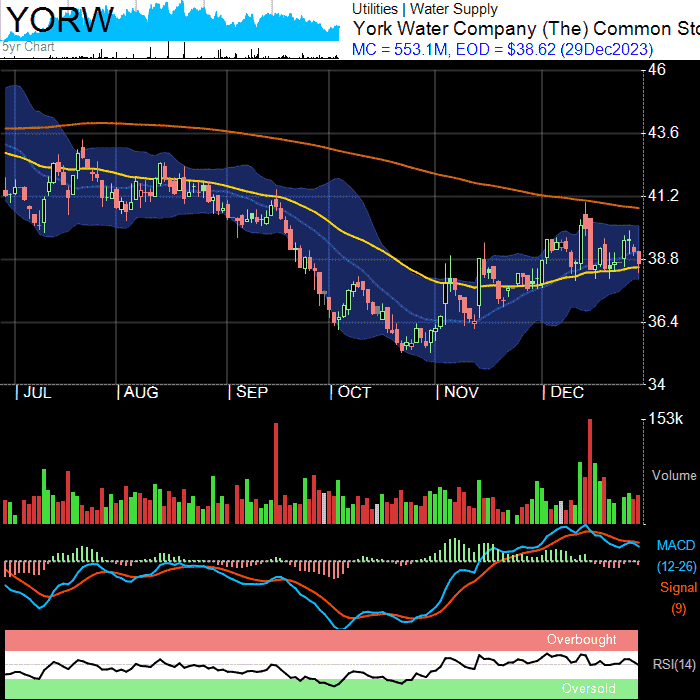 YORW
5yr Chart
Utilities | Water Supply
York Water Company (The) Common Sto
MC = 553.1M, EOD = $38.62 (29Dec2023)
46
43.6
41.2
38.8
36.4
34
JUL AUG SEP OCT NOV DEC
153k
Volume
MACD
(12-26)
Signal
(9)
Overbought
RSI(14)
Oversold